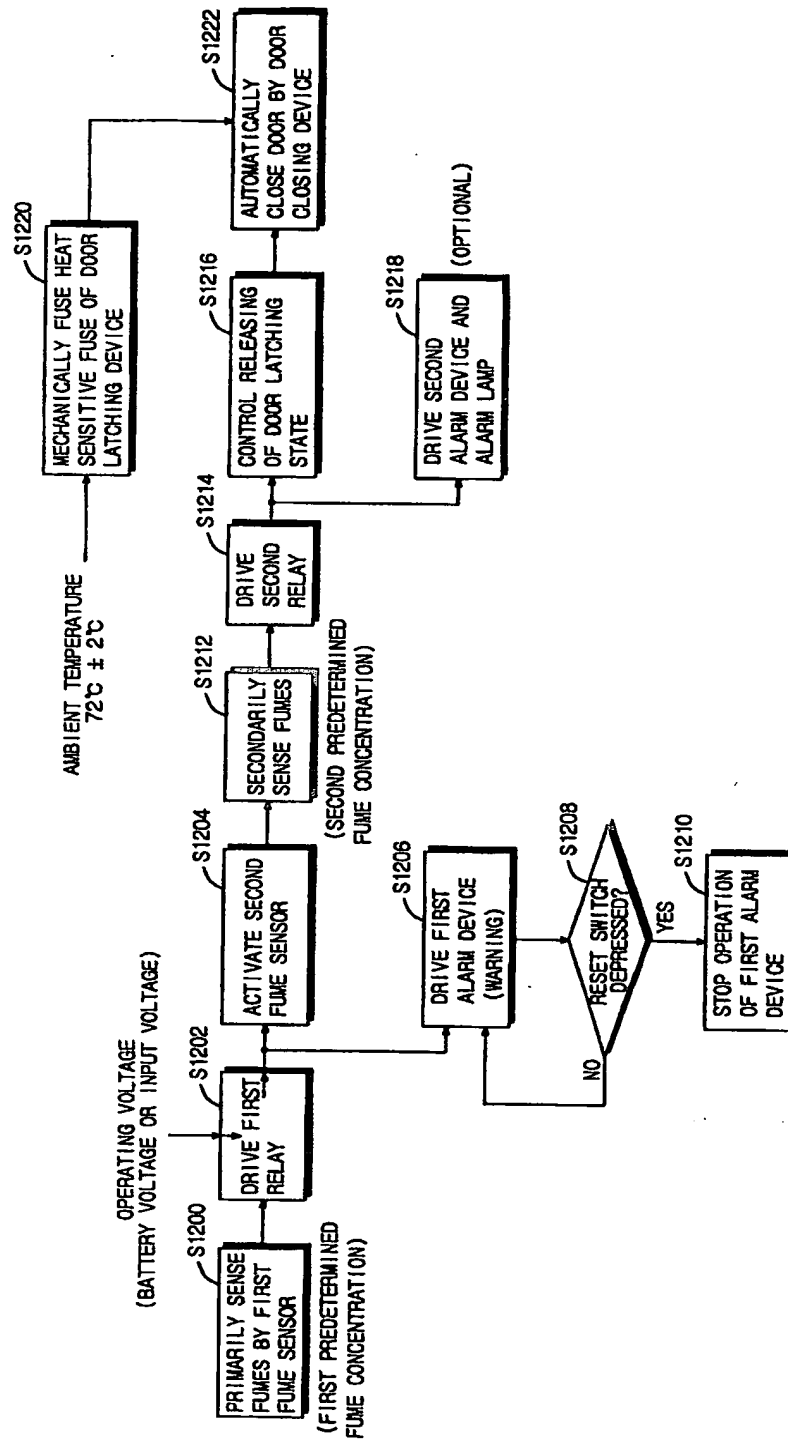 OPERATING VOLTAGE
(BATTERY VOLTAGE OR INPUT VOLTAGE)
S1200
PRIMARILY SENSE
FUMES BY FIRST
FUME SENSOR
(FIRST PREDETERMINED
FUME CONCENTRATION)
S1202
DRIVE FIRST
RELAY
S1204
ACTIVATE SECOND
FUME SENSOR
S1206
DRIVE FIRST
ALARM DEVICE
(WARNING)
S1208
RESET SWITCH
DEPRESSED?
NO
YES
S1210
STOP OPERATION
OF FIRST ALARM
DEVICE
S1212
SECONDARILY
SENSE FUMES
(SECOND PREDETERMINED
FUME CONCENTRATION)
S1214
DRIVE
SECOND
RELAY
S1216
CONTROL RELEASING
OF DOOR LATCHING
STATE
S1218
DRIVE SECOND
ALARM DEVICE AND
ALARM LAMP
(OPTIONAL)
AMBIENT TEMPERATURE
72℃ ± 2℃
S1220
MECHANICALLY FUSE HEAT
SENSITIVE FUSE OF DOOR
LATCHING DEVICE
S1222
AUTOMATICALLY
CLOSE DOOR BY DOOR
CLOSING DEVICE